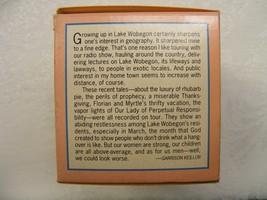 Growing up in Lake Wobegon certainly sharpens
one's interest in geography. It sharpened mine
to a fine edge. That's one reason I like touring with
our radio show, hauling around the country, deliv-
ering lectures on Lake Wobegon, its lifeways and
lawways, to people in exotic locales. And public
interest in my home town seems to increase with
distance, of course.
These recent tales—about the luxury of rhubarb
pie, the perils of prophecy, a miserable Thanks-
giving, Florian and Myrtle's thrifty vacation, the
vapor lights of Our Lady of Perpetual Responsi-
bility—were all recorded on tour. They show an
abiding restlessness among Lake Wobegon's resi-
dents, especially in March, the month that God
created to show people who don't drink what a hang-
over is like. But our women are strong, our children
are all above-average, and as for us men—well,
we could look worse.
—GARRISON KEILLOR